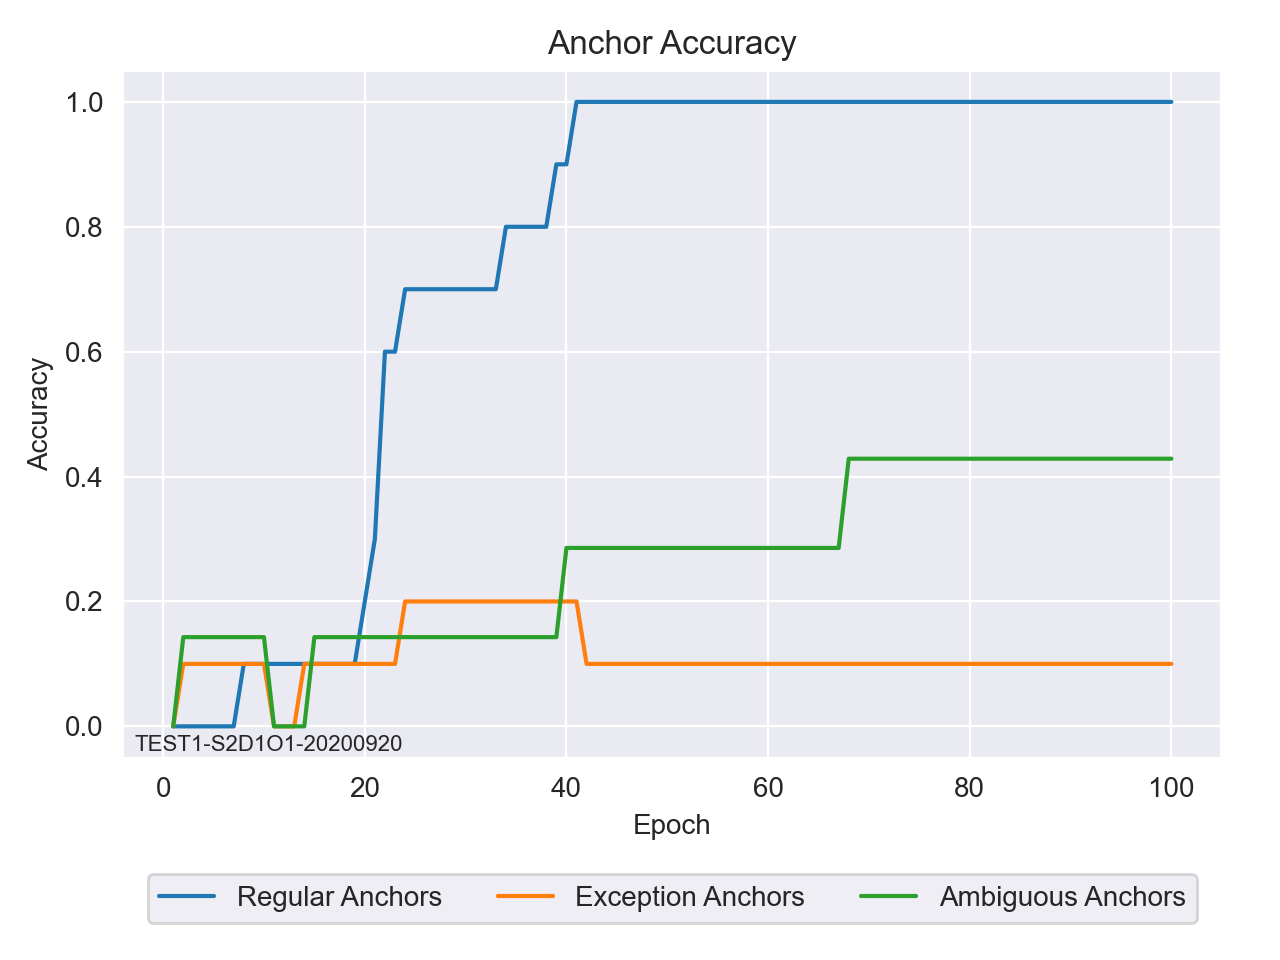 Anchor Accuracy
1.0
0.8
0.6
0.4
0.2
0.0
Accuracy
TEST1-S2D1O1-20200920
0 20 40 60 80 100
Epoch
Regular Anchors Exception Anchors Ambiguous Anchors